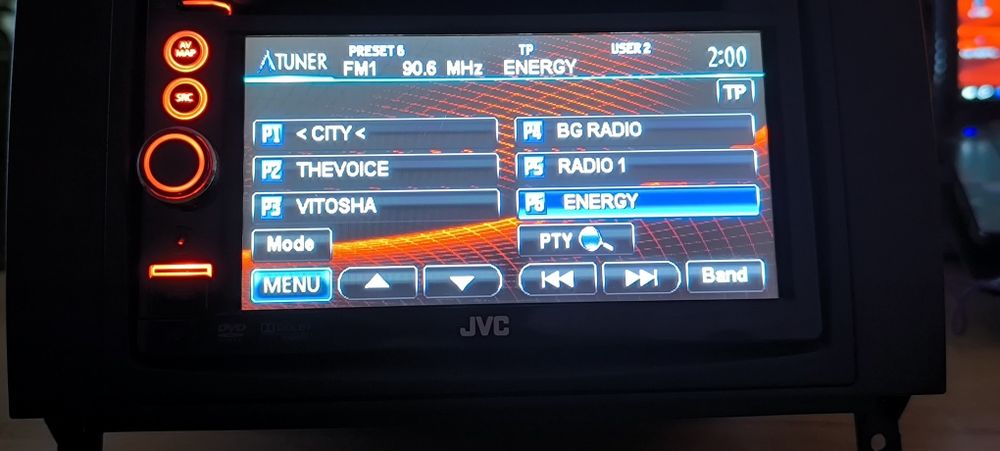 AV
MAP
SRC
TUNER
PRESET 6
TP
USER 2
FM1 90.6 MHz ENERGY
2:00
TP
P1 < CITY <
P4 BG RADIO
P2 THEVOICE
P5 RADIO 1
P3 VITOSHA
P6 ENERGY
Mode
PTY
MENU
Band
JVC
DVD
DOLBY